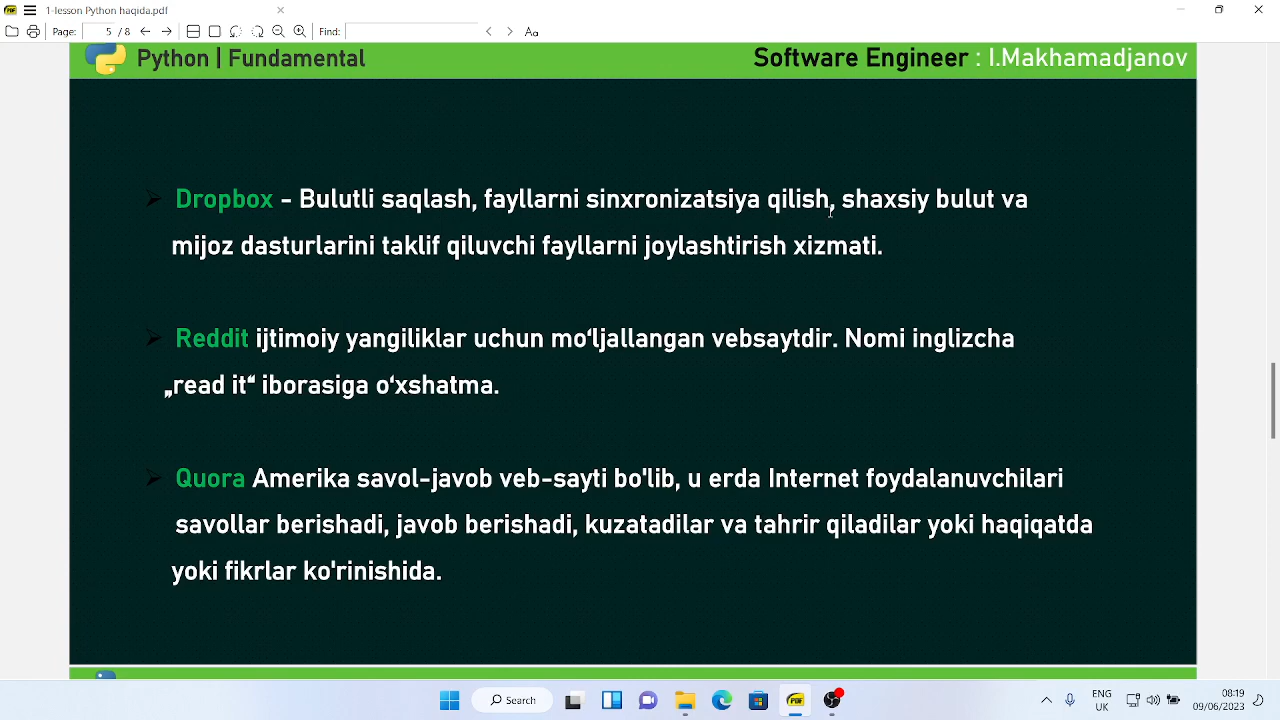 1-lesson Python haqida.pdf
Page: 5 / 8 Find: Aa
Python | Fundamental
Software Engineer : I.Makhamadjanov
Dropbox - Bulutli saqlash, fayllarni sinxronizatsiya qilish, shaxsiy bulut va
mijoz dasturlarini taklif qiluvchi fayllarni joylashtirish xizmati.
Reddit ijtimoiy yangiliklar uchun mo‘ljallangan vebsaytdir. Nomi inglizcha
„read it“ iborasiga o‘xshatma.
Quora Amerika savol-javob veb-sayti bo'lib, u erda Internet foydalanuvchilari
savollar berishadi, javob berishadi, kuzatadilar va tahrir qiladilar yoki haqiqatda
yoki fikrlar ko'rinishida.
Search
ENG
UK
08:19
09/06/2023